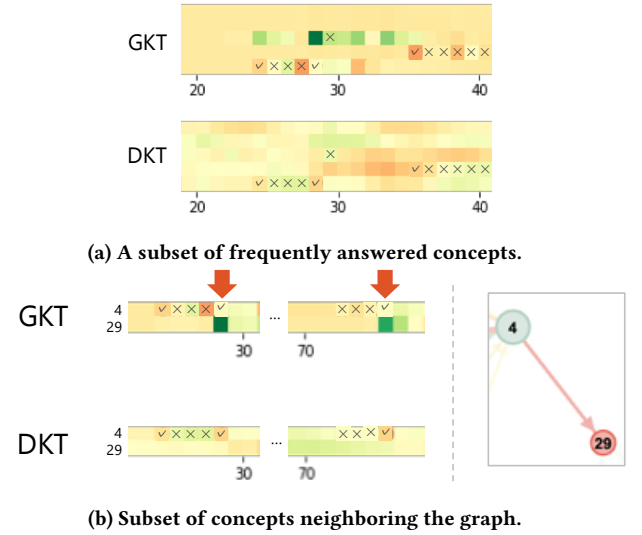 GKT
✓ ×
✓ × × × × ×
✓ × × × ✓
20 30 40
DKT
×
✓ × × × × ×
✓ × × × ✓
20 30 40
(a) A subset of frequently answered concepts.
GKT 4 ✓ × × × ✓ ... × × × ✓
29
30 70
DKT 4 ✓ × × × ✓ ... × × × ✓
29
30 70
4
29
(b) Subset of concepts neighboring the graph.